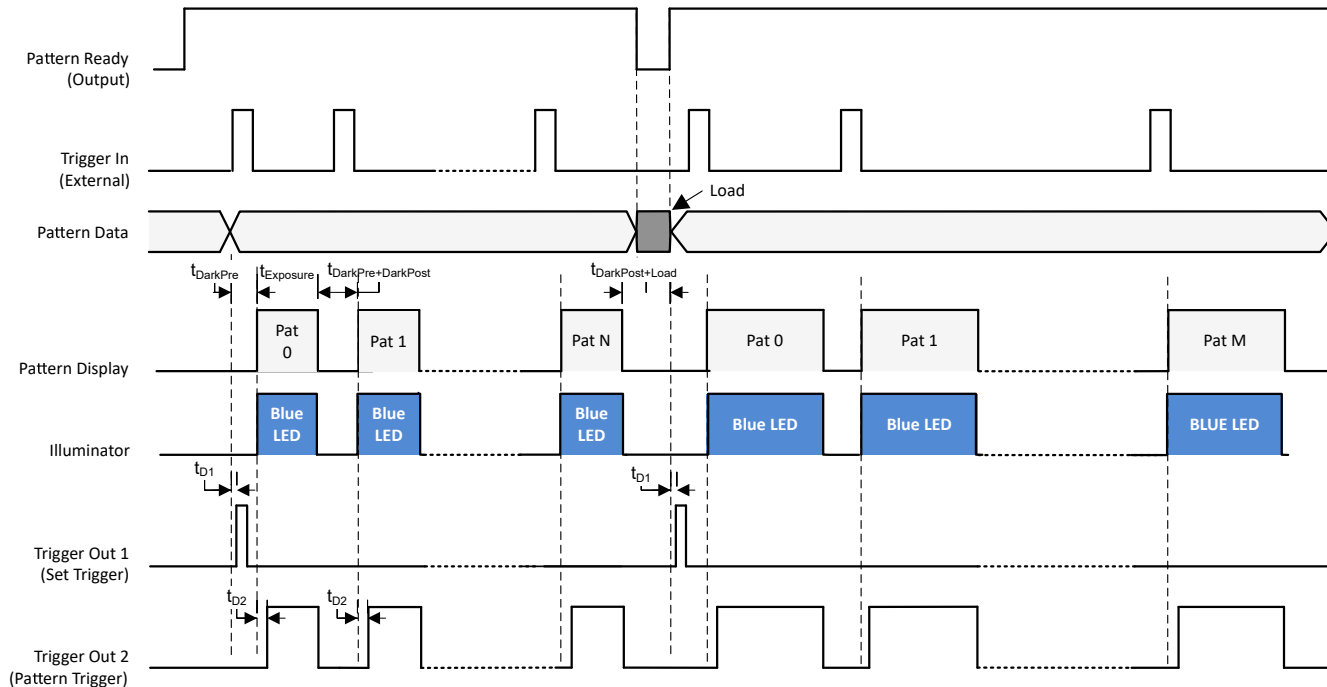 Pattern Ready
(Output)
Trigger In
(External)
Load
Pattern Data
tDarkPre
tExposure
tDarkPre+DarkPost
tDarkPost+Load
Pat
0
Pat 1
Pat N
Pat 0
Pat 1
Pat M
Pattern Display
Blue
LED
Blue
LED
Blue
LED
Blue LED
Blue LED
BLUE LED
Illuminator
tD1
tD1
Trigger Out 1
(Set Trigger)
tD2
tD2
Trigger Out 2
(Pattern Trigger)